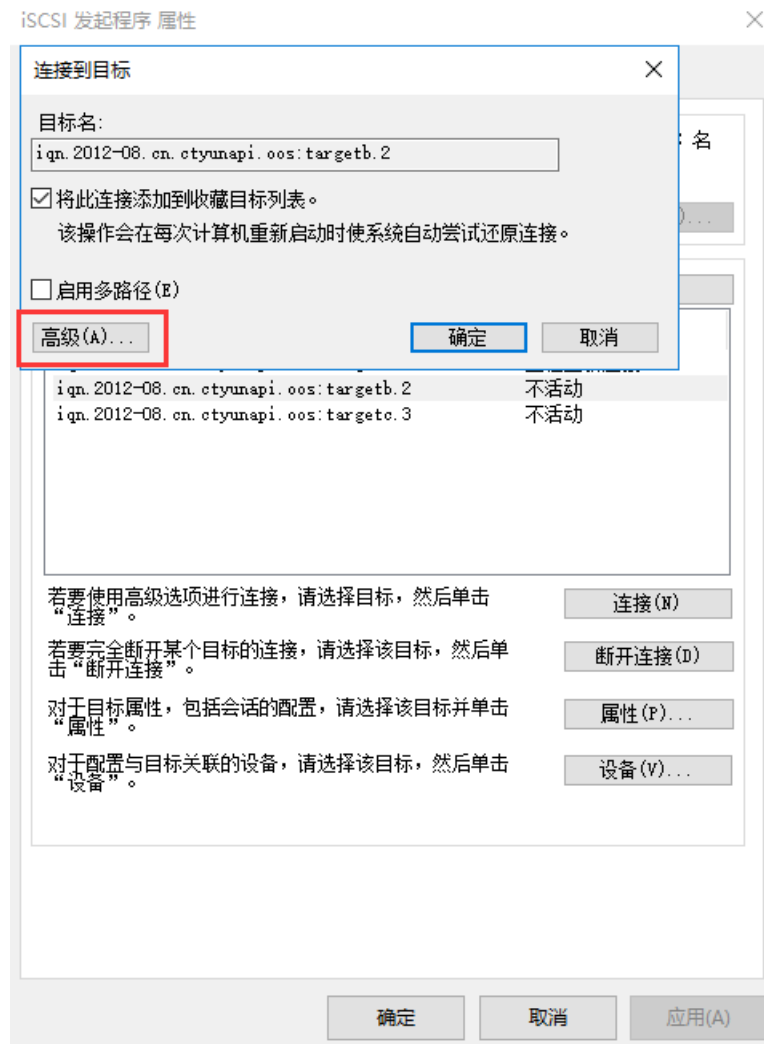 iSCSI 发起程序 属性
连接到目标
目标名:
iqn.2012-08.cn.ctyunapi.oos:targetb.2
名
将此连接添加到收藏目标列表。
该操作会在每次计算机重新启动时使系统自动尝试还原连接。
)...
启用多路径(E)
高级(A)...
确定
取消
iqn.2012-08.cn.ctyunapi.oos:targetb.2
不活动
iqn.2012-08.cn.ctyunapi.oos:targetc.3
不活动
若要使用高级选项进行连接，请选择目标，然后单击
“连接”。
连接(N)
若要完全断开某个目标的连接，请选择该目标，然后单
击“断开连接”。
断开连接(D)
对于目标属性，包括会话的配置，请选择该目标并单击
“属性”。
属性(P)...
对于配置与目标关联的设备，请选择该目标，然后单击
“设备”。
设备(V)...
确定
取消
应用(A)